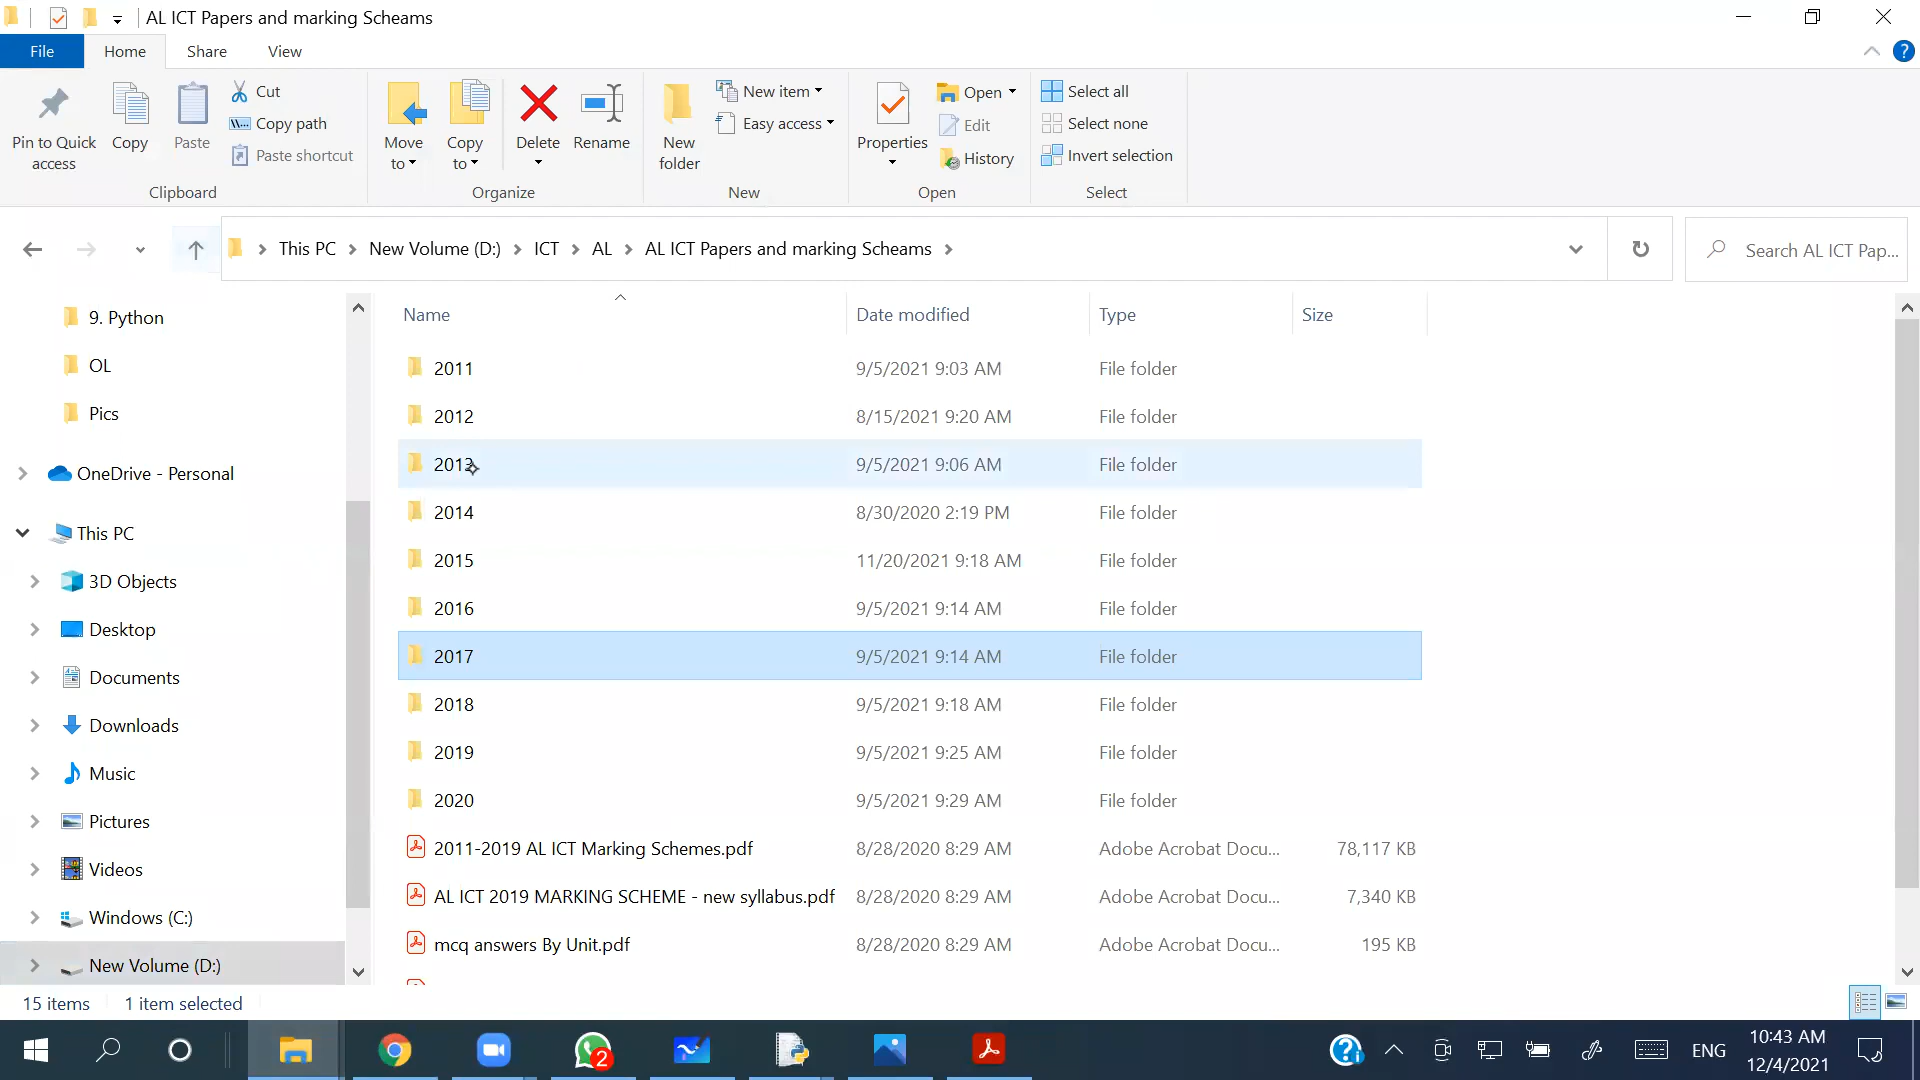 AL ICT Papers and marking Scheams
File Home Share View
Pin to Quick access
Copy
Paste
Cut
Copy path
Paste shortcut
Clipboard
Move to
Copy to
Delete
Rename
Organize
New folder
New item
Easy access
New
Properties
Open
Edit
History
Open
Select all
Select none
Invert selection
Select
This PC New Volume (D:) ICT AL AL ICT Papers and marking Scheams
Search AL ICT Pap...
9. Python
OL
Pics
OneDrive - Personal
This PC
3D Objects
Desktop
Documents
Downloads
Music
Pictures
Videos
Windows (C:)
New Volume (D:)
Name Date modified Type Size
2011 9/5/2021 9:03 AM File folder
2012 8/15/2021 9:20 AM File folder
2013 9/5/2021 9:06 AM File folder
2014 8/30/2020 2:19 PM File folder
2015 11/20/2021 9:18 AM File folder
2016 9/5/2021 9:14 AM File folder
2017 9/5/2021 9:14 AM File folder
2018 9/5/2021 9:18 AM File folder
2019 9/5/2021 9:25 AM File folder
2020 9/5/2021 9:29 AM File folder
2011-2019 AL ICT Marking Schemes.pdf 8/28/2020 8:29 AM Adobe Acrobat Docu... 78,117 KB
AL ICT 2019 MARKING SCHEME - new syllabus.pdf 8/28/2020 8:29 AM Adobe Acrobat Docu... 7,340 KB
mcq answers By Unit.pdf 8/28/2020 8:29 AM Adobe Acrobat Docu... 195 KB
15 items 1 item selected
2
ENG
10:43 AM
12/4/2021